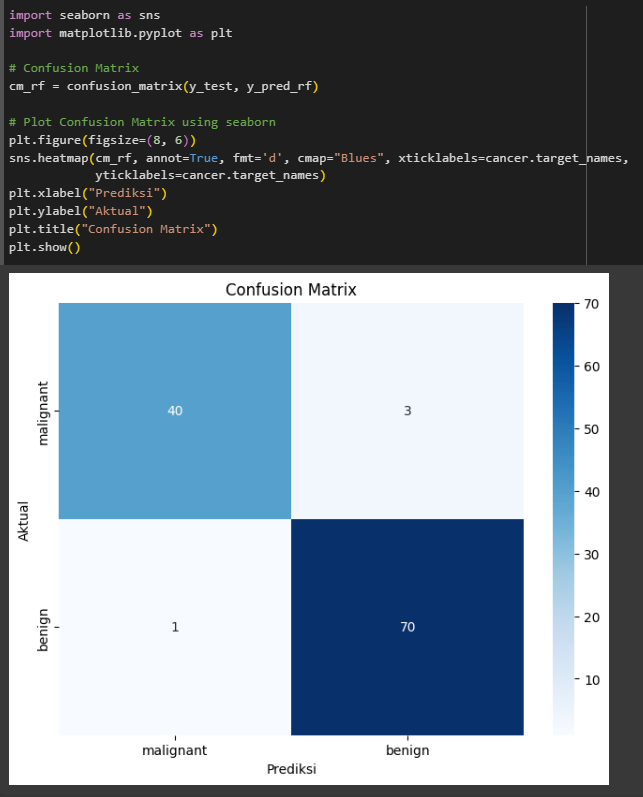 import seaborn as sns
import matplotlib.pyplot as plt
# Confusion Matrix
cm_rf = confusion_matrix(y_test, y_pred_rf)
# Plot Confusion Matrix using seaborn
plt.figure(figsize=(8, 6))
sns.heatmap(cm_rf, annot=True, fmt='d', cmap="Blues", xticklabels=cancer.target_names,
yticklabels=cancer.target_names)
plt.xlabel("Prediksi")
plt.ylabel("Aktual")
plt.title("Confusion Matrix")
plt.show()
Confusion Matrix
malignant
benign
Aktual
40
3
1
70
malignant
benign
Prediksi
70
60
50
40
30
20
10